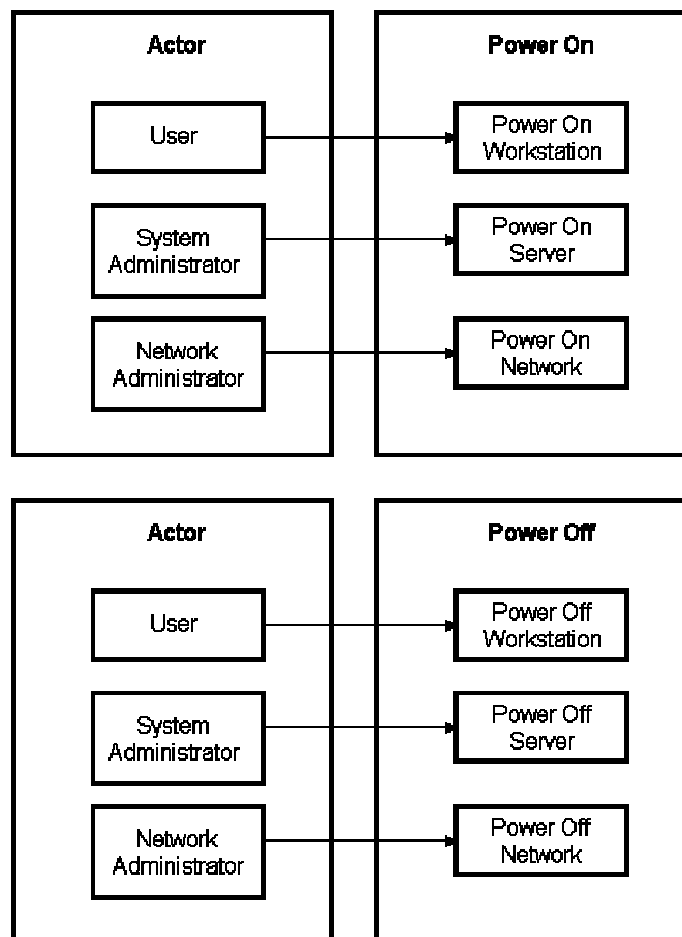 Actor
Power On
User
Power On
Workstation
System
Administrator
Power On
Server
Network
Administrator
Power On
Network
Actor
Power Off
User
Power Off
Workstation
System
Administrator
Power Off
Server
Network
Administrator
Power Off
Network